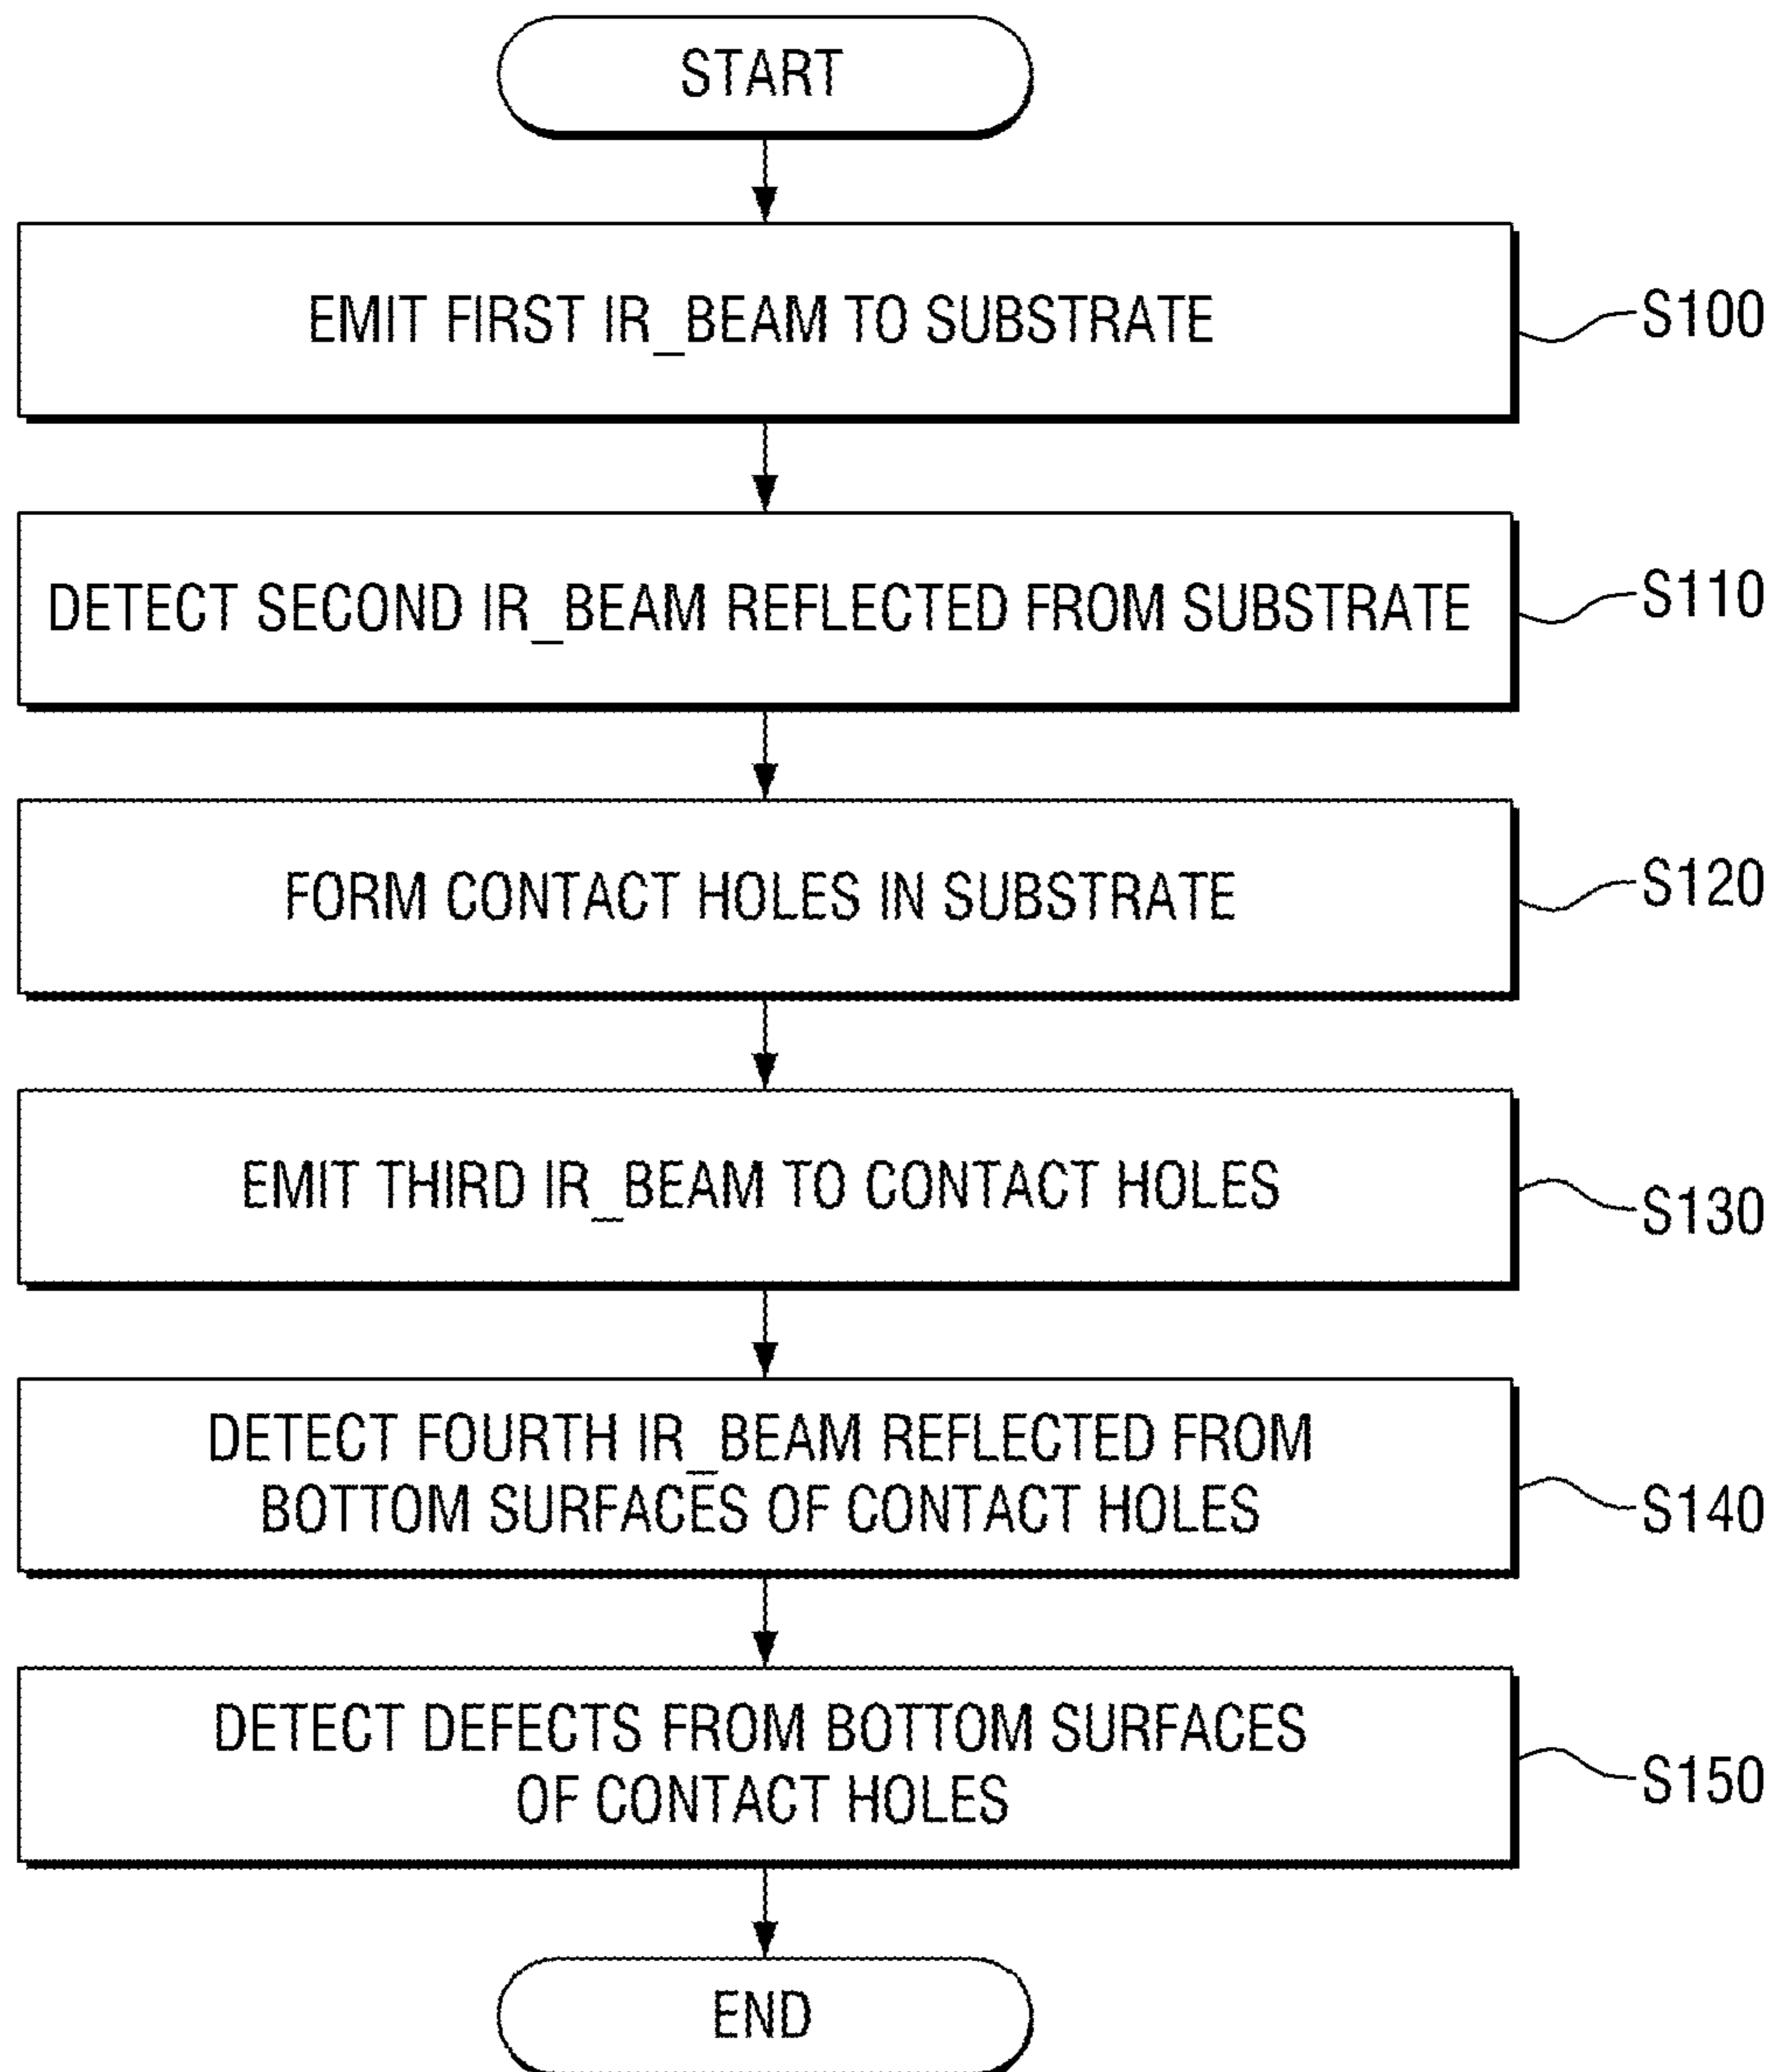 START
EMIT FIRST IR_BEAM TO SUBSTRATE
S100
DETECT SECOND IR_BEAM REFLECTED FROM SUBSTRATE
S110
FORM CONTACT HOLES IN SUBSTRATE
S120
EMIT THIRD IR_BEAM TO CONTACT HOLES
S130
DETECT FOURTH IR_BEAM REFLECTED FROM
BOTTOM SURFACES OF CONTACT HOLES
S140
DETECT DEFECTS FROM BOTTOM SURFACES
OF CONTACT HOLES
S150
END